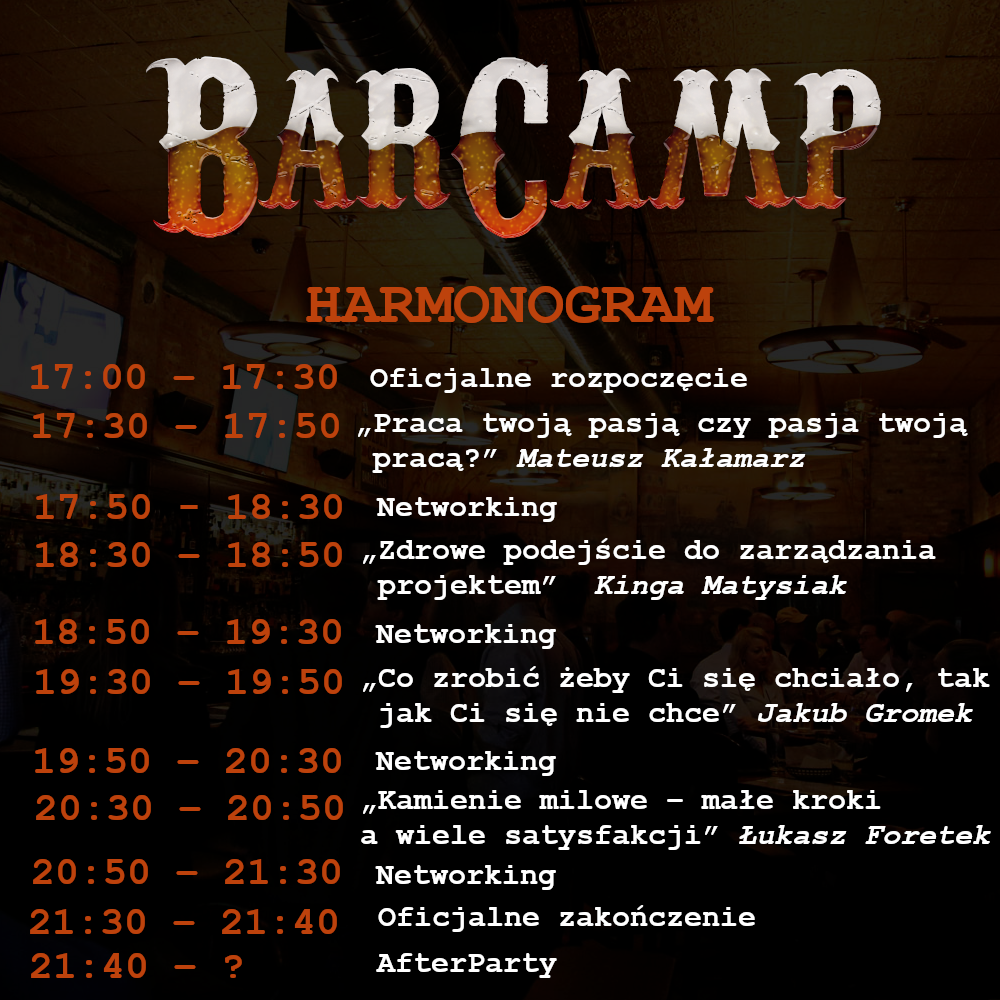 BARCAMP
HARMONOGRAM
17:00 – 17:30 Oficjalne rozpoczęcie
17:30 – 17:50 „Praca twoją pasją czy pasja twoją
pracą?” Mateusz Kałamarz
17:50 – 18:30 Networking
18:30 – 18:50 „Zdrowe podejście do zarządzania
projektem” Kinga Matysiak
18:50 – 19:30 Networking
19:30 – 19:50 „Co zrobić żeby Ci się chciało, tak
jak Ci się nie chce” Jakub Gromek
19:50 – 20:30 Networking
20:30 – 20:50 „Kamienie milowe – małe kroki
a wiele satysfakcji” Łukasz Foretek
20:50 – 21:30 Networking
21:30 – 21:40 Oficjalne zakończenie
21:40 – ? AfterParty